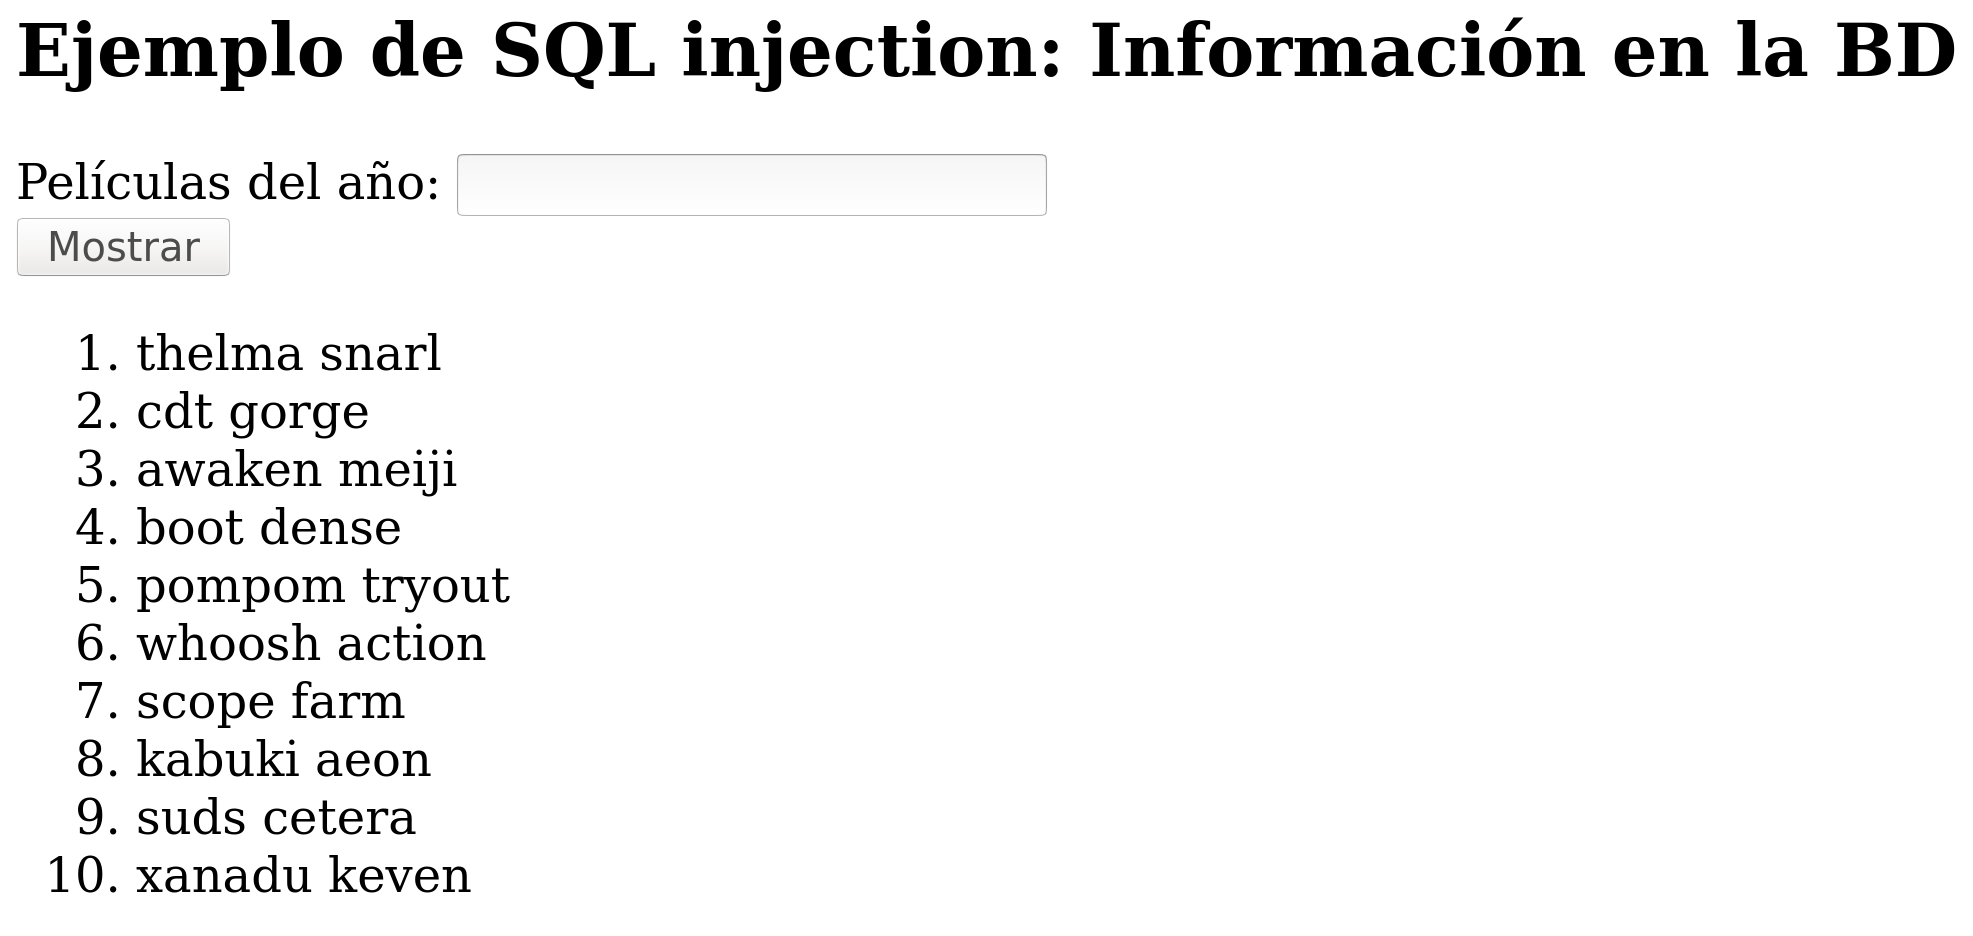 Ejemplo de SQL injection: Información en la BD
Películas del año:
Mostrar
1. thelma snarl
2. cdt gorge
3. awaken meiji
4. boot dense
5. pompom tryout
6. whoosh action
7. scope farm
8. kabuki aeon
9. suds cetera
10. xanadu keven